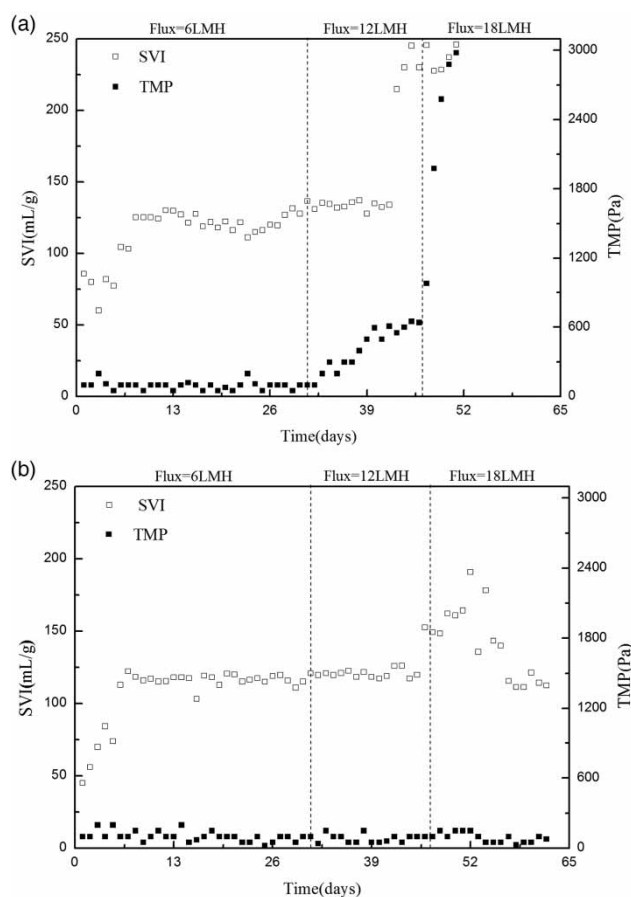 (a)
Flux=6LMH Flux=12LMH Flux=18LMH
SVI
TMP
250
200
150
100
50
0
SVI(mL/g)
3000
2400
1800
1200
600
0
TMP(Pa)
0 13 26 39 52 65
Time(days)
(b)
Flux=6LMH Flux=12LMH Flux=18LMH
SVI
TMP
250
200
150
100
50
0
SVI(mL/g)
3000
2400
1800
1200
600
0
TMP(Pa)
0 13 26 39 52 65
Time(days)